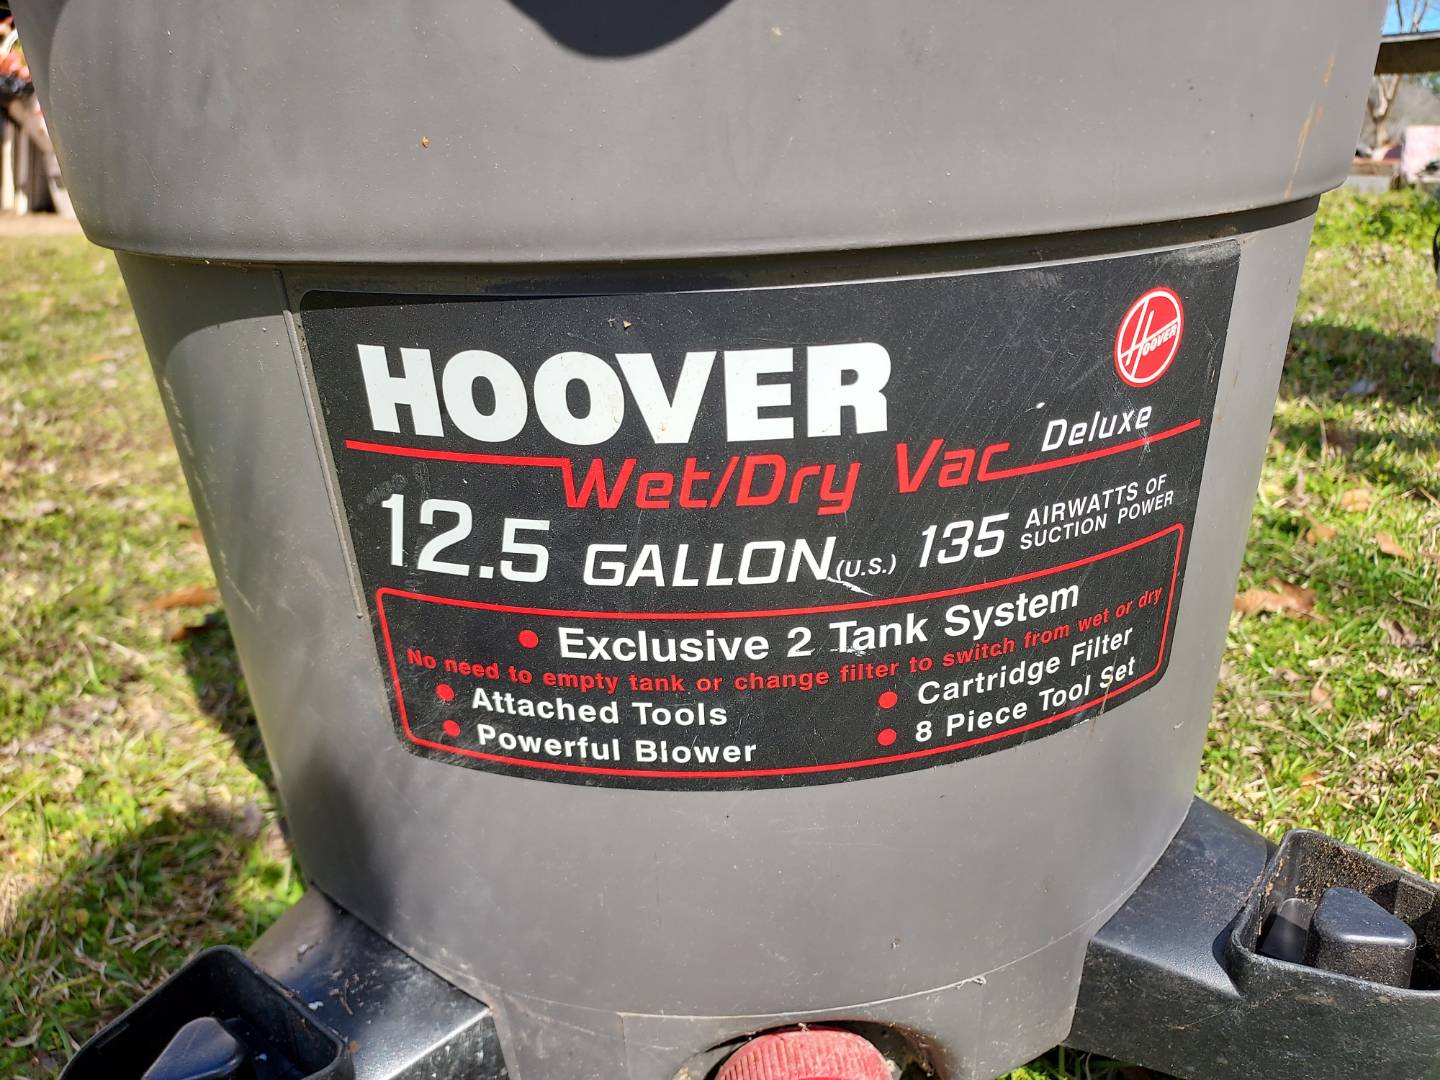 HOOVER
HOOVER
Wet/Dry Vac Deluxe
12.5 GALLON (U.S.) 135 AIRWATTS OF
SUCTION POWER
• Exclusive 2 Tank System
No need to empty tank or change filter to switch from wet or dry
• Attached Tools
• Powerful Blower
• Cartridge Filter
• 8 Piece Tool Set